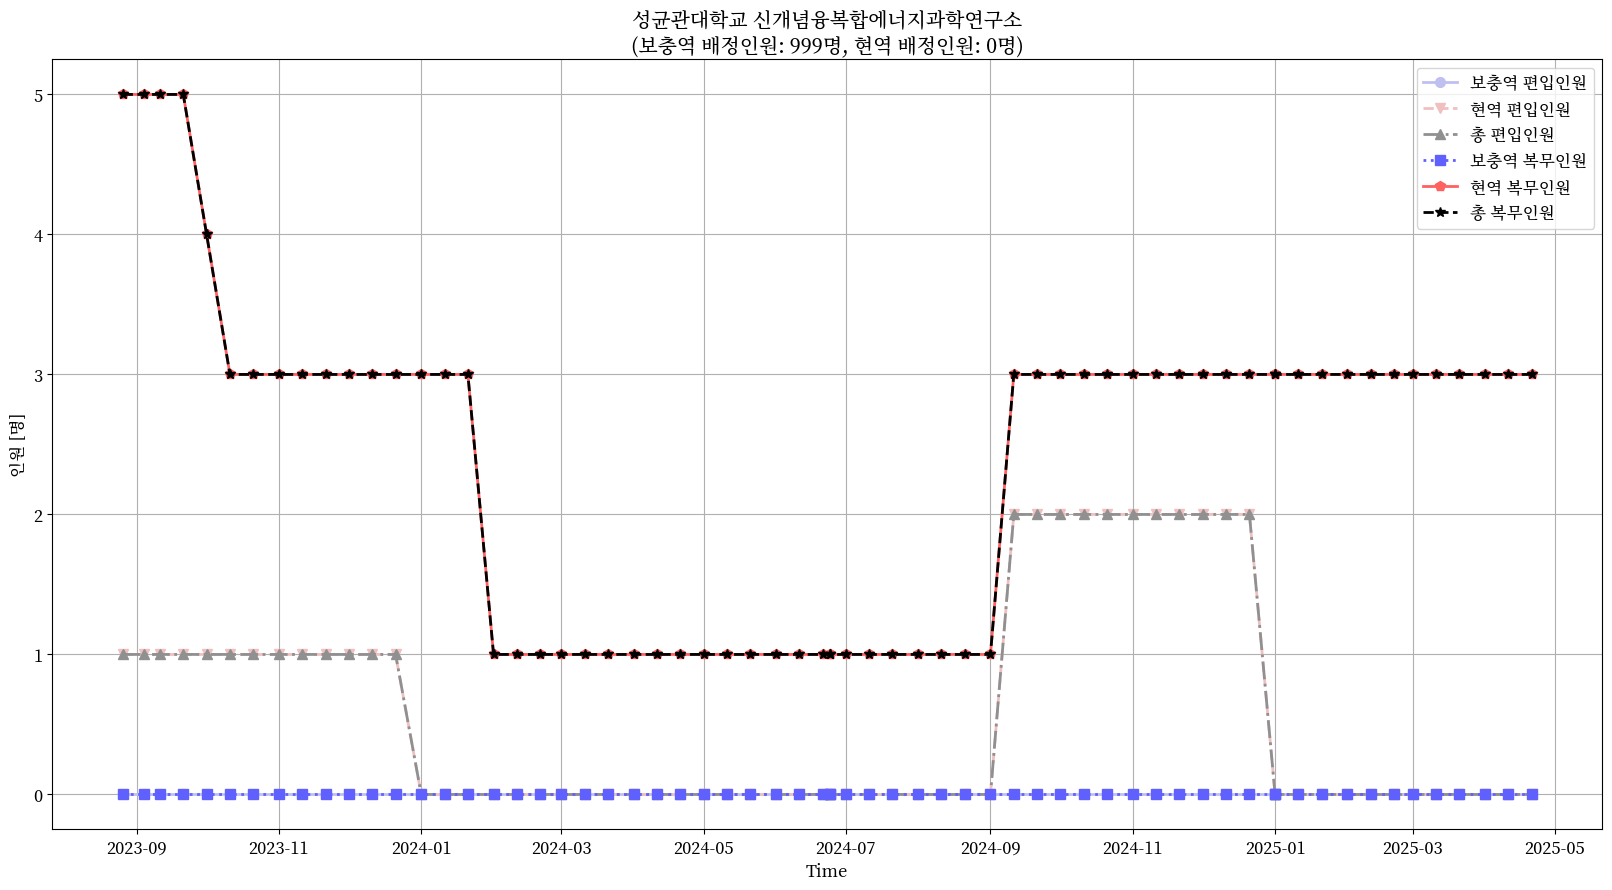 성균관대학교 신개념융복합에너지과학연구소
(보충역 배정인원: 999명, 현역 배정인원: 0명)
보충역 편입인원
현역 편입인원
총 편입인원
보충역 복무인원
현역 복무인원
총 복무인원
인원 [명]
5
4
3
2
1
0
2023-09
2023-11
2024-01
2024-03
2024-05
2024-07
2024-09
2024-11
2025-01
2025-03
2025-05
Time